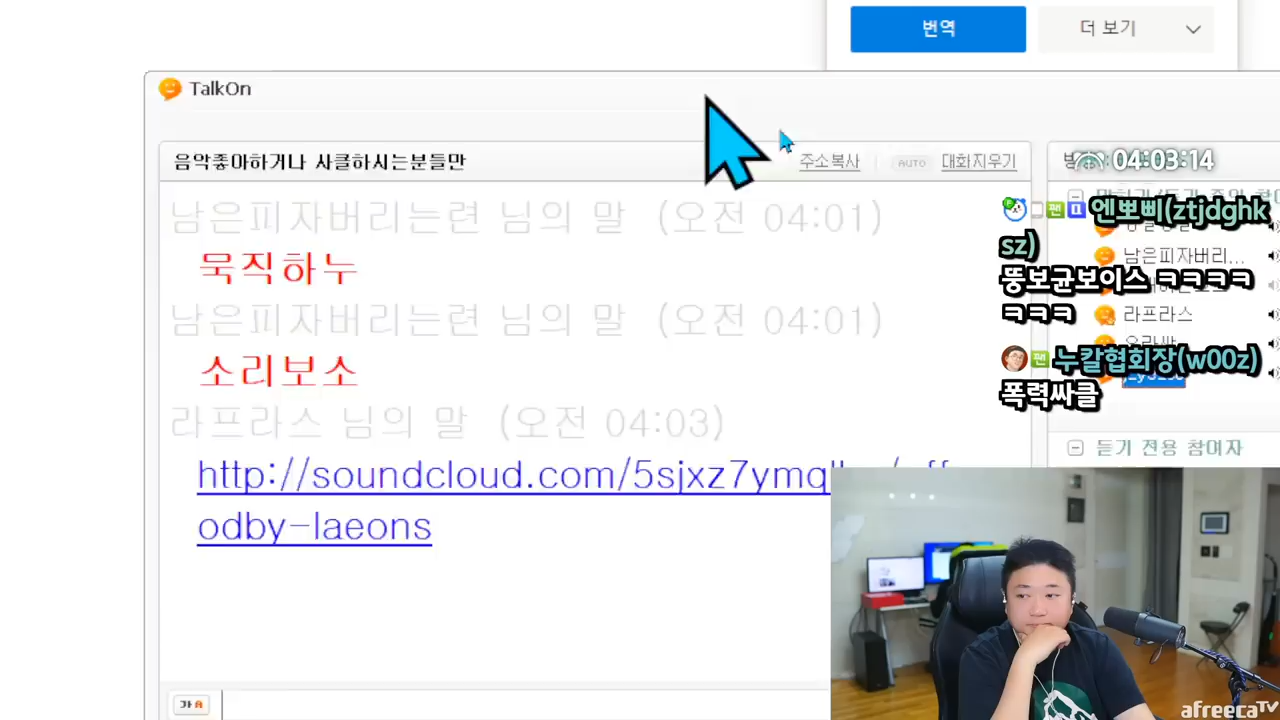 번역
더 보기
TalkOn
음악좋아하거나 사클하시는분들만
주소복사
AUTO
대화지우기
04:03:14
남은피자버리는련 님의 말 (오전 04:01)
묵직하누
남은피자버리는련 님의 말 (오전 04:01)
소리보소
라프라스 님의 말 (오전 04:03)
http://soundcloud.com/5sjxz7ymq
odby-laeons
팬
엔뽀삐(ztjdghk
sz)
뚱보균보이스 ㅋㅋㅋㅋ
ㅋㅋㅋ
남은피자버리...
라프라스
팬
누칼협회장(w00z)
폭력싸클
듣기 전용 참여자
가A
afreecaTV